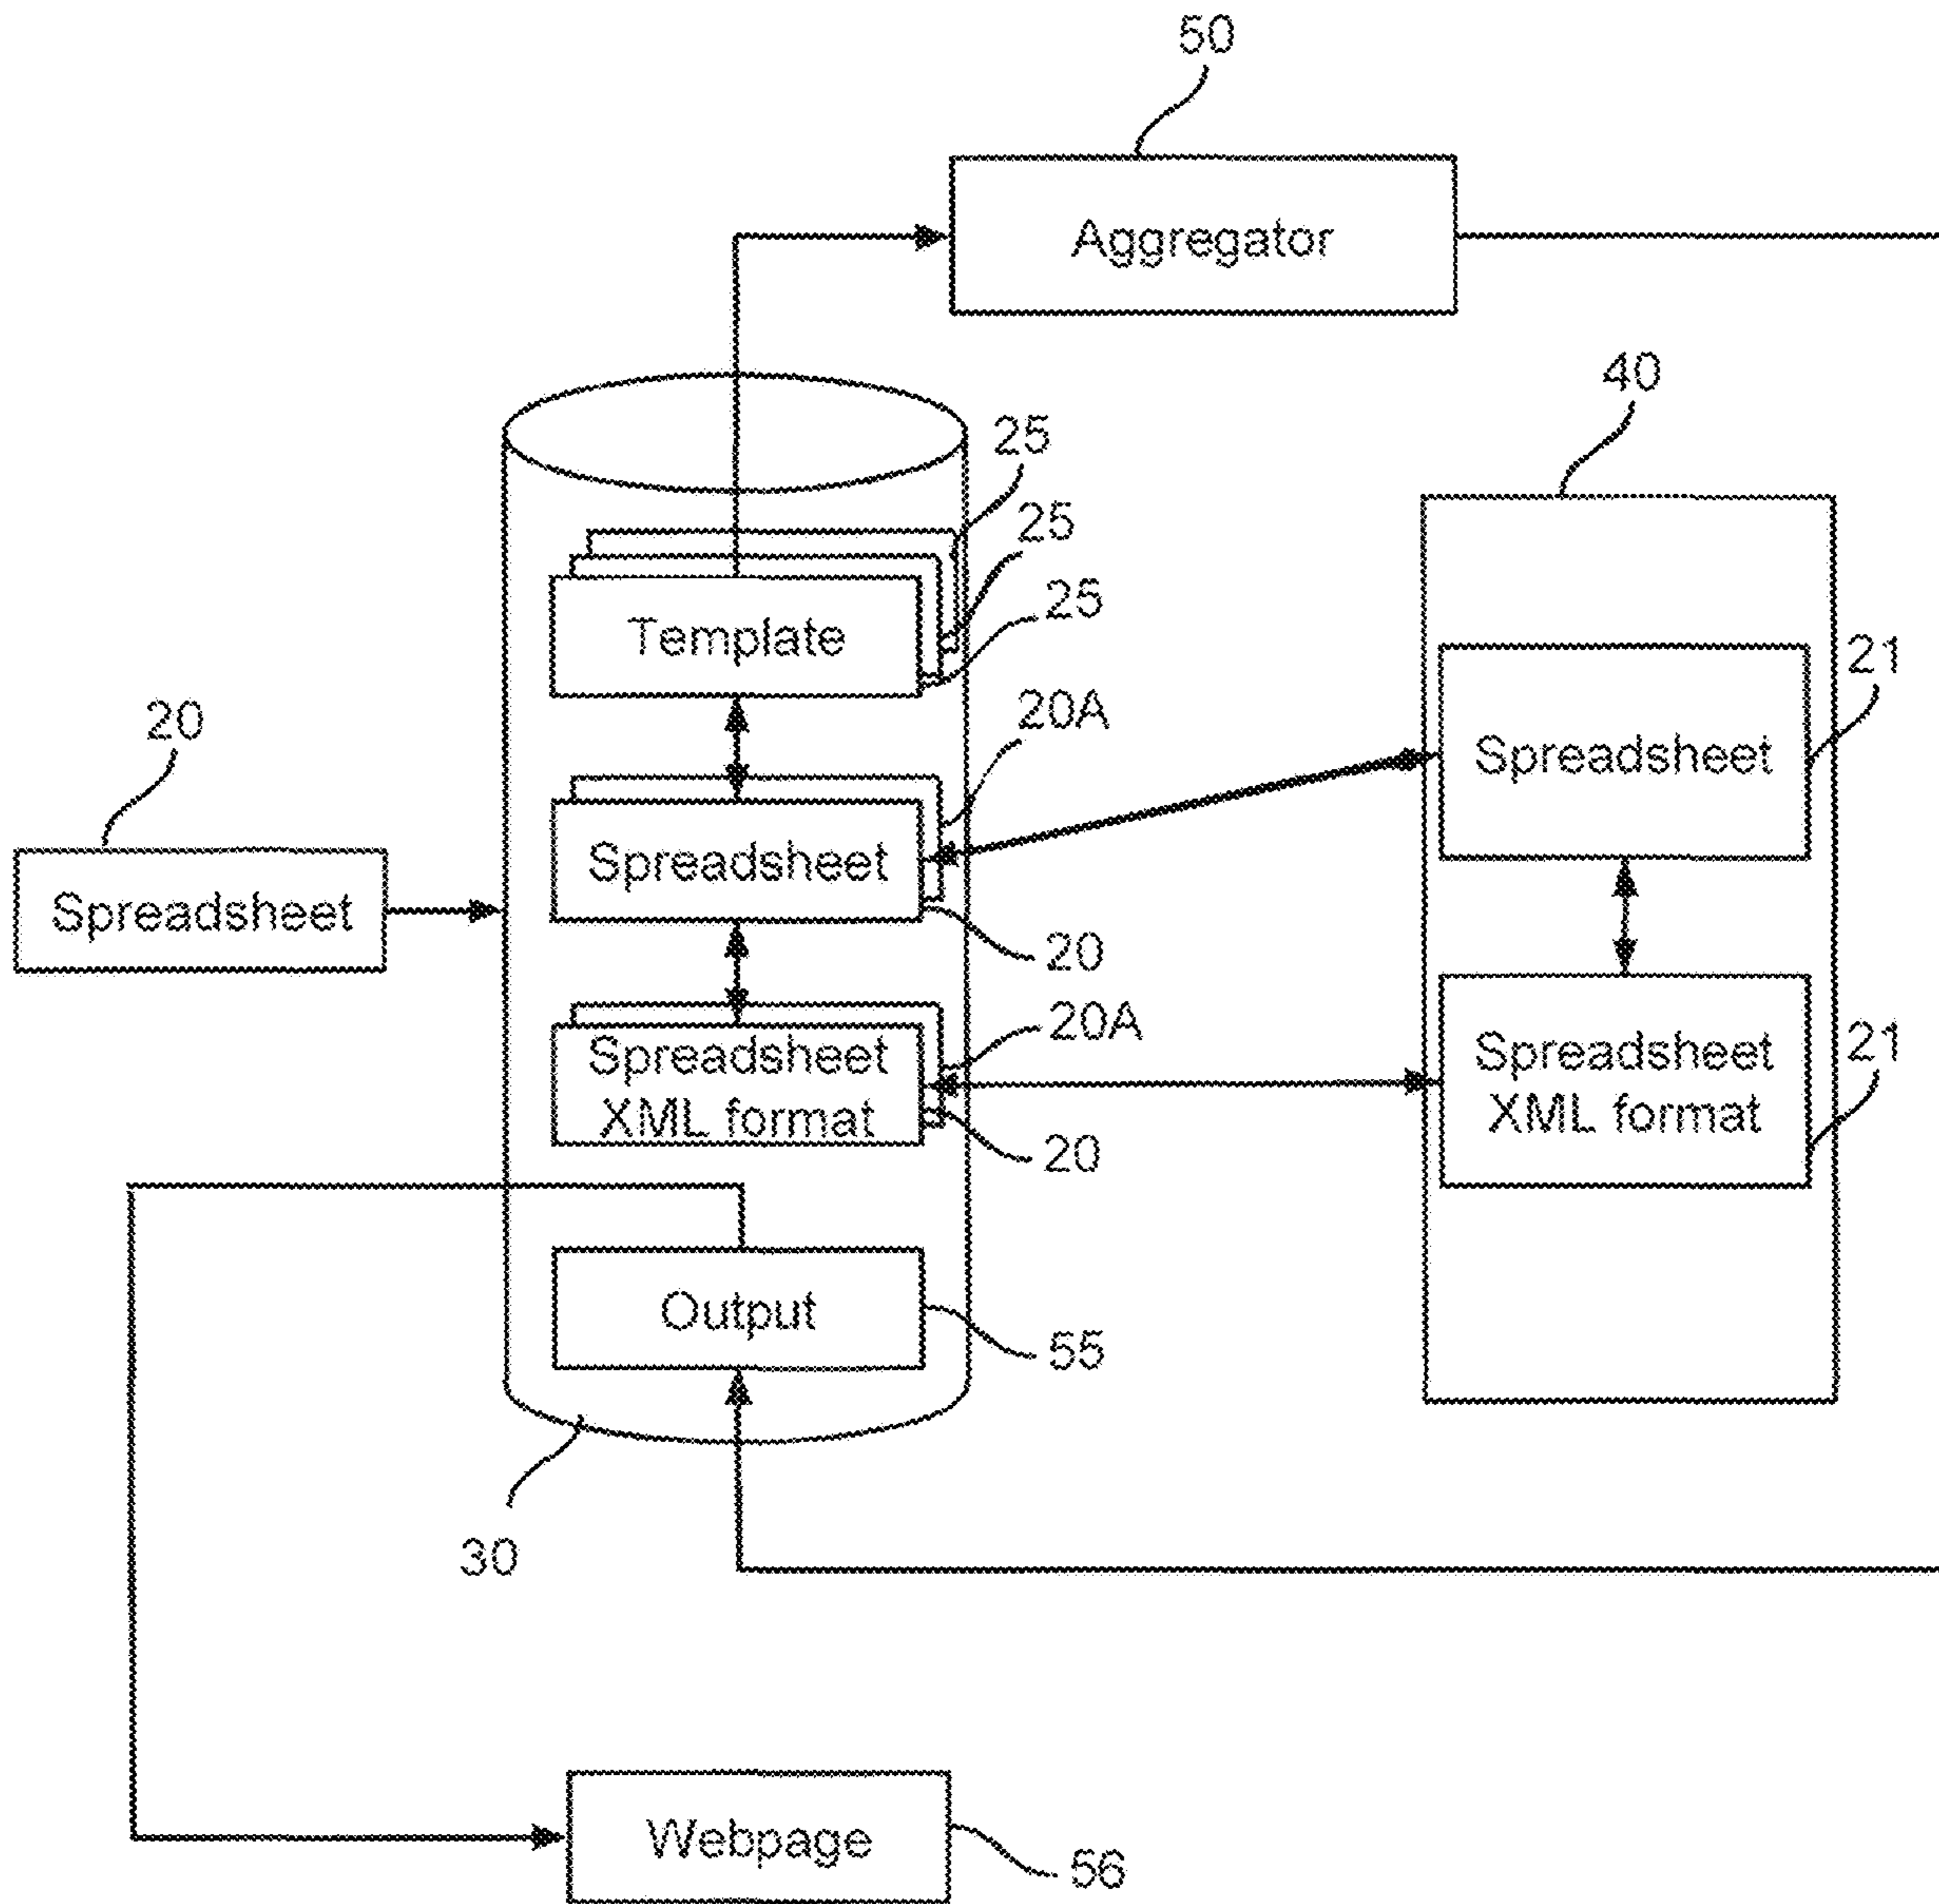 50
Aggregator
40
25
25
25
Template
21
Spreadsheet
20A
20
Spreadsheet
Spreadsheet
20
20A
Spreadsheet
XML format
21
Spreadsheet
XML format
20
Output
55
30
Webpage
56